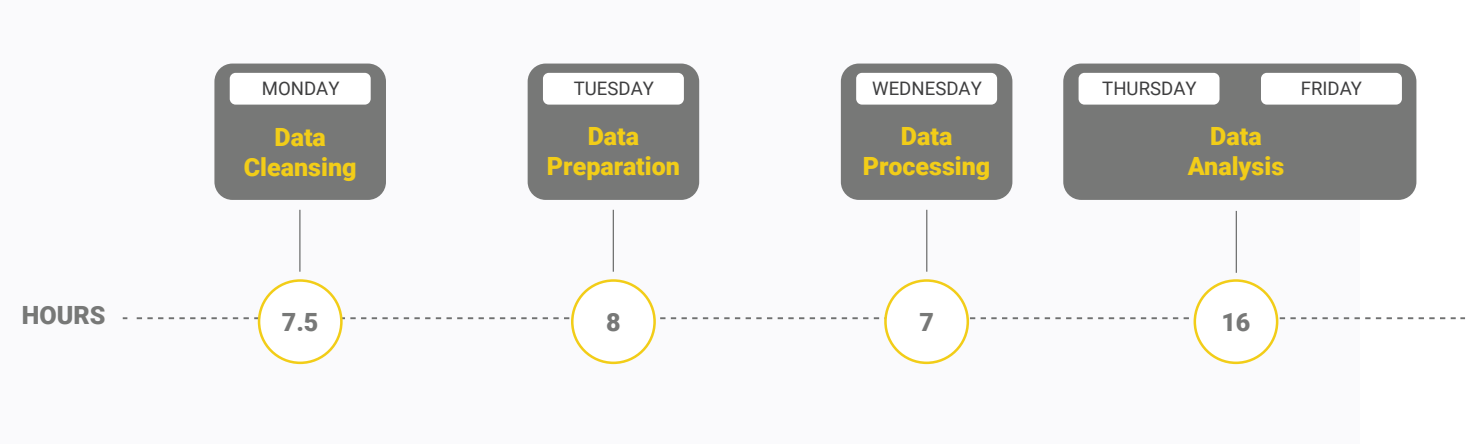 MONDAY
Data
Cleansing
TUESDAY
Data
Preparation
WEDNESDAY
Data
Processing
THURSDAY
FRIDAY
Data
Analysis
HOURS
7.5
8
7
16